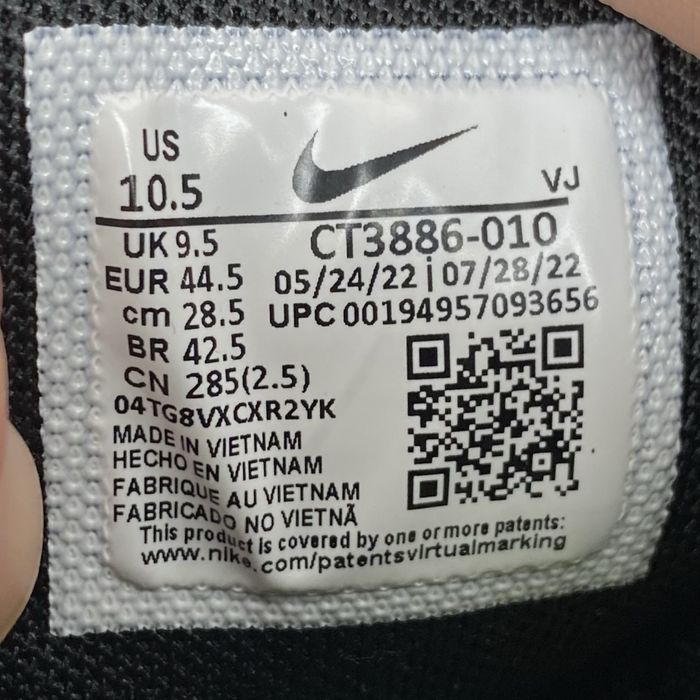 US
10.5
VJ
UK 9.5
CT3886-010
EUR 44.5
05/24/22 | 07/28/22
cm 28.5
UPC 00194957093656
BR 42.5
CN 285(2.5)
04TG8VXCXR2YK
MADE IN VIETNAM
HECHO EN VIETNAM
FABRIQUE AU VIETNAM
FABRICADO NO VIETNÃ
This product is covered by one or more patents:
www.nike.com/patentsvirtualmarking